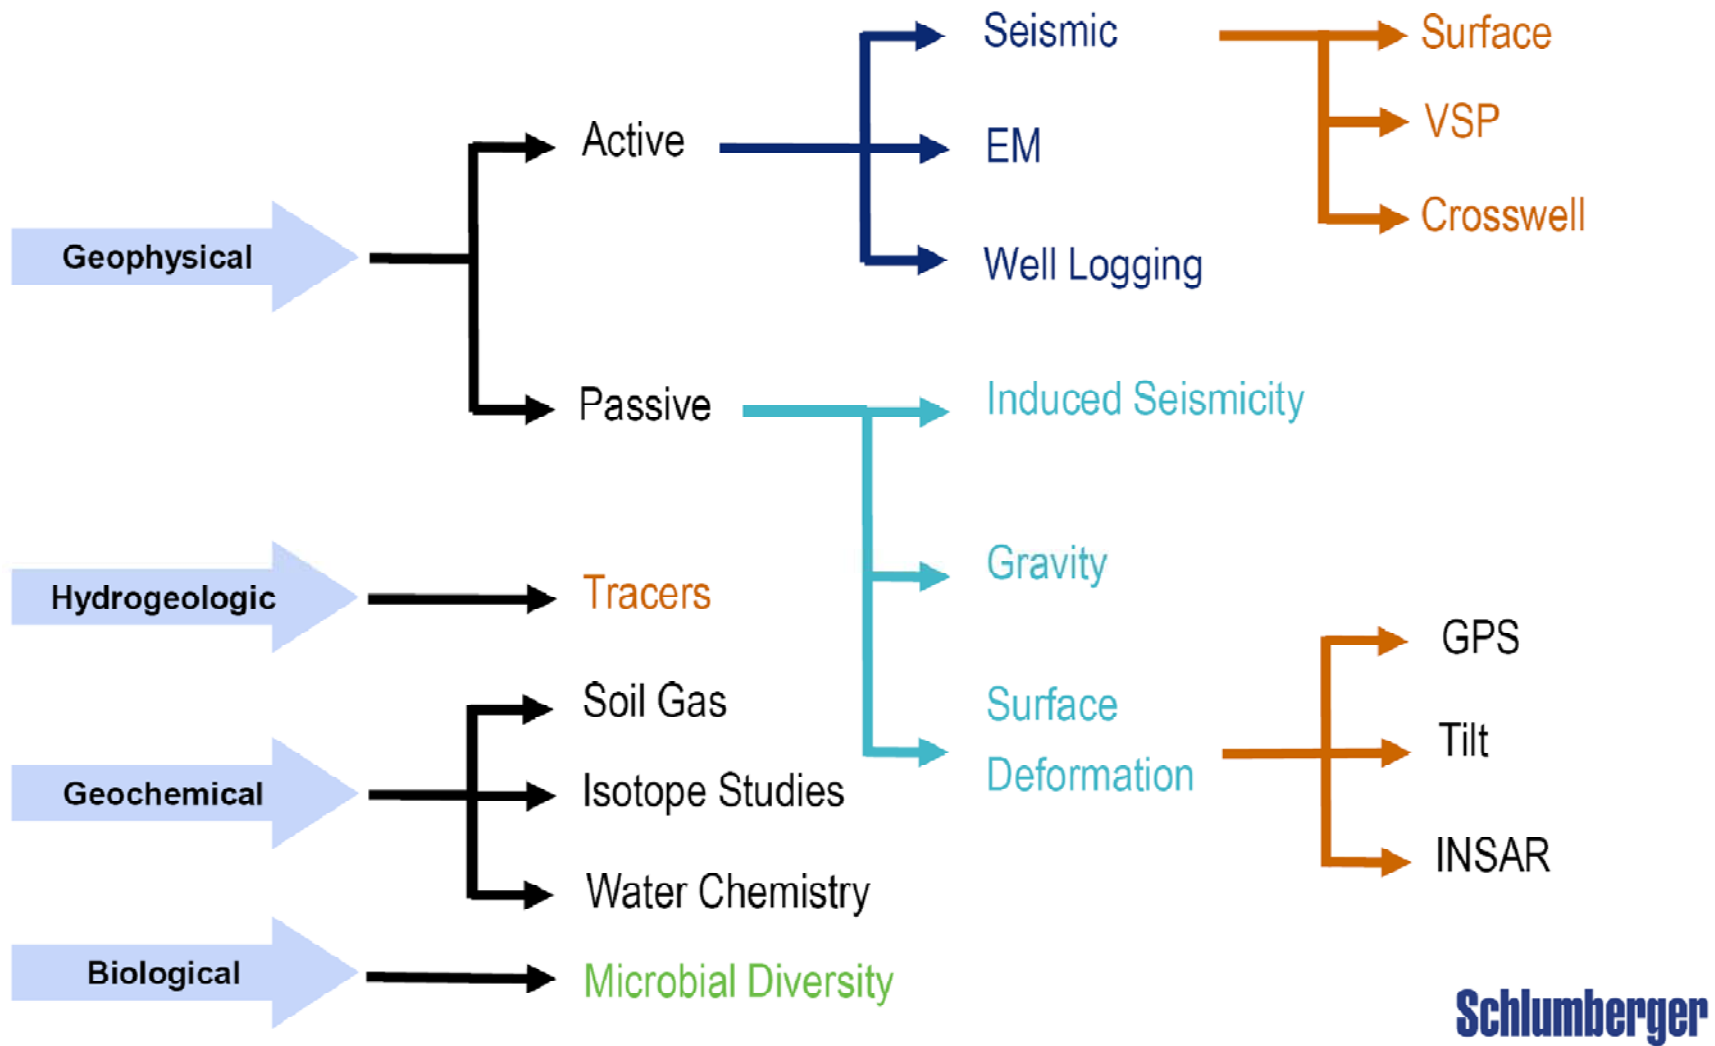 Geophysical
Active
Seismic
Surface
VSP
Crosswell
EM
Well Logging
Passive
Induced Seismicity
Gravity
Surface
Deformation
GPS
Tilt
INSAR
Hydrogeologic
Tracers
Geochemical
Soil Gas
Isotope Studies
Water Chemistry
Biological
Microbial Diversity
Schlumberger